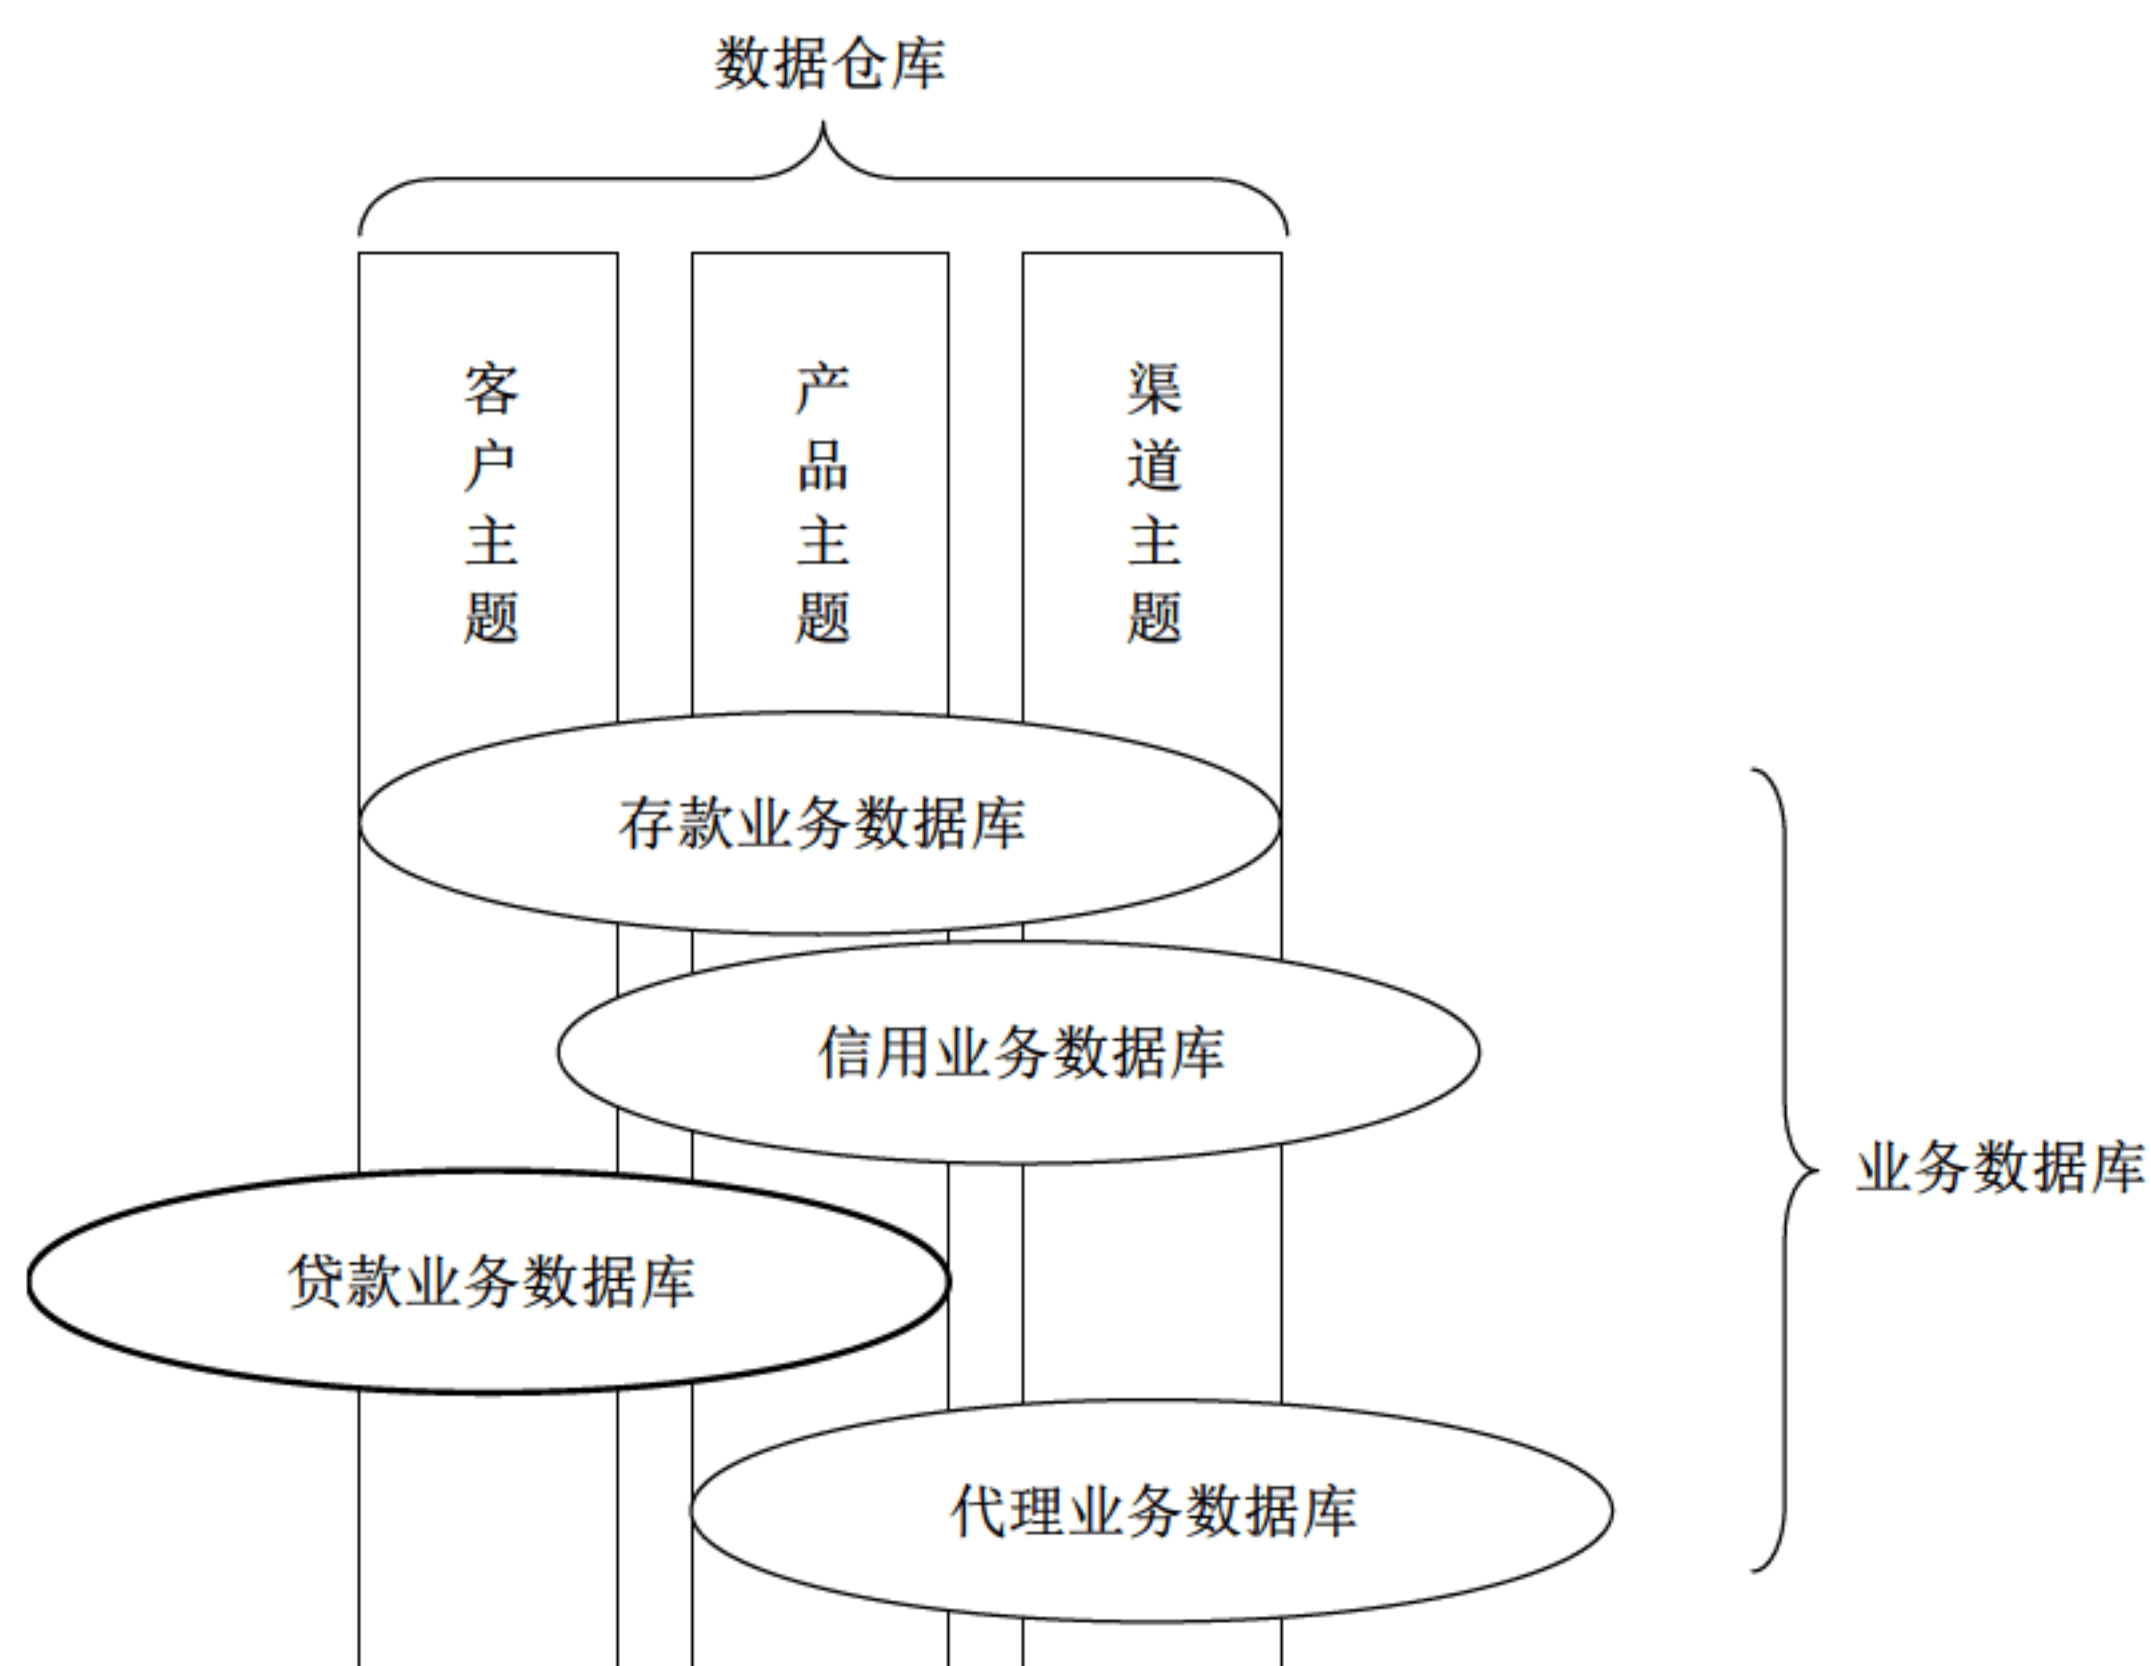 数据仓库
客户主题
产品主题
渠道主题
存款业务数据库
信用业务数据库
业务数据库
贷款业务数据库
代理业务数据库